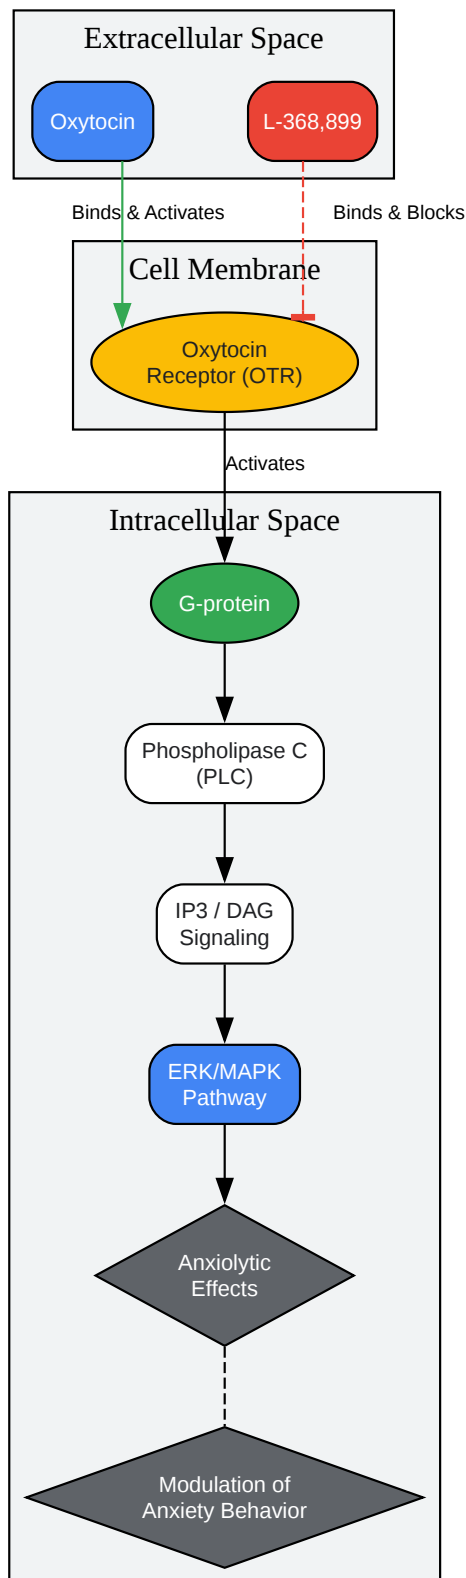 Extracellular Space
Oxytocin
L-368,899
Binds & Activates
Binds & Blocks
Cell Membrane
Oxytocin
Receptor (OTR)
Activates
Intracellular Space
G-protein
Phospholipase C
(PLC)
IP3 / DAG
Signaling
ERK/MAPK
Pathway
Anxiolytic
Effects
Modulation of
Anxiety Behavior